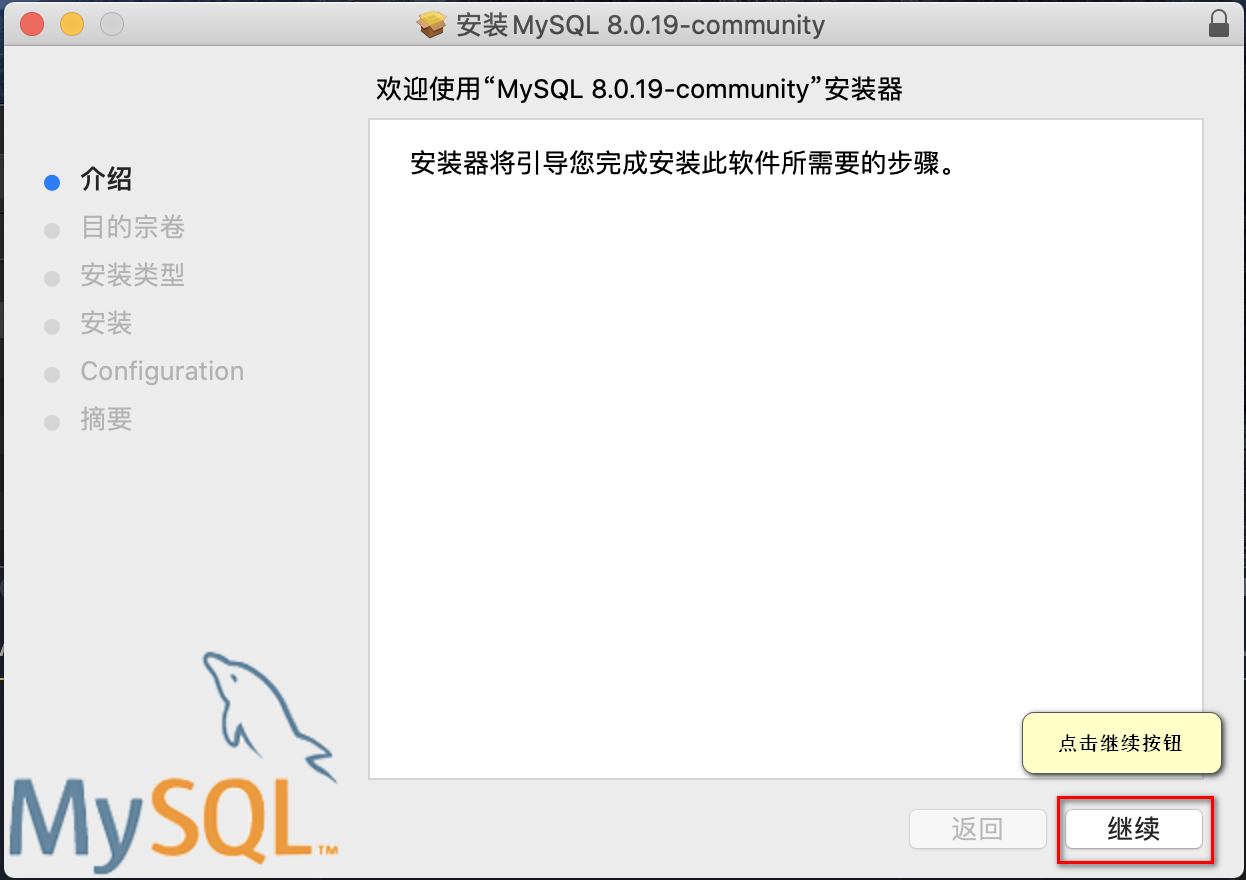 安装MySQL 8.0.19-community
欢迎使用“MySQL 8.0.19-community”安装器
安装器将引导您完成安装此软件所需要的步骤。
介绍
目的宗卷
安装类型
安装
Configuration
摘要
MySQL™
点击继续按钮
返回
继续